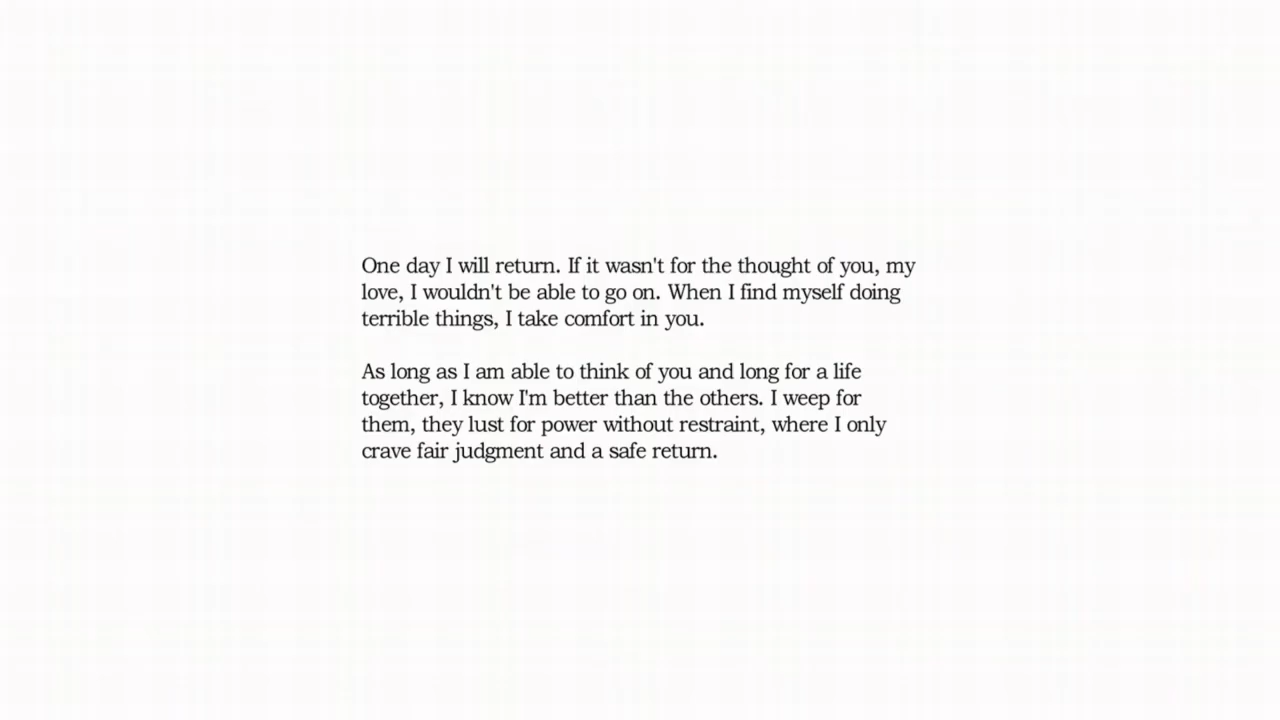 One day I will return. If it wasn't for the thought of you, my
love, I wouldn't be able to go on. When I find myself doing
terrible things, I take comfort in you.
As long as I am able to think of you and long for a life
together, I know I'm better than the others. I weep for
them, they lust for power without restraint, where I only
crave fair judgment and a safe return.